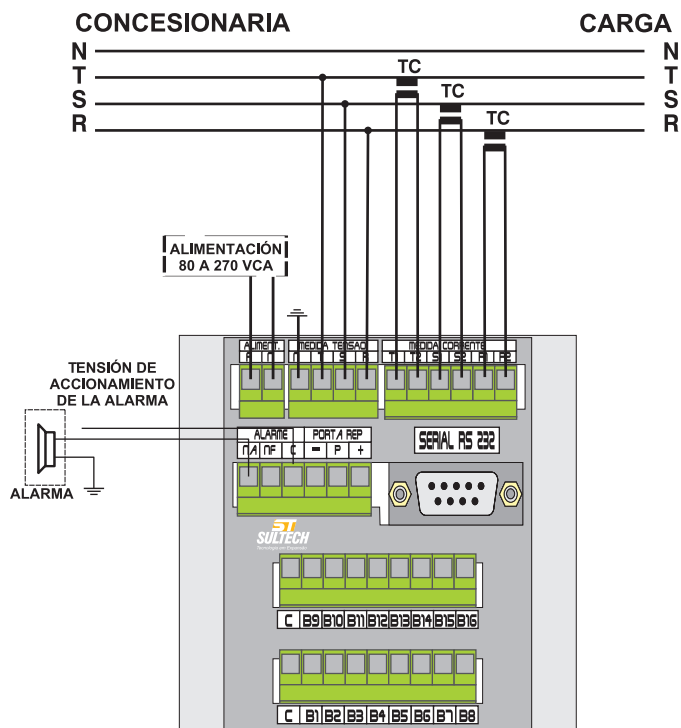 CONCESIONARIA CARGA
N N
T TC T
S TC S
R TC R
ALIMENTACIÓN
80 A 270 VCA
ALIMENT. MEDIDA TENSAO MEDIDA CORRENTE
N T S R T1 T2 S1 S2 R1 R2
TENSIÓN DE
ACCIONAMIENTO
DE LA ALARMA
ALARME PORTA REP
NA NF C - P +
SERIAL RS 232
ALARMA
ST
SULTECH
C B9 B10 B11 B12 B13 B14 B15 B16
C B1 B2 B3 B4 B5 B6 B7 B8